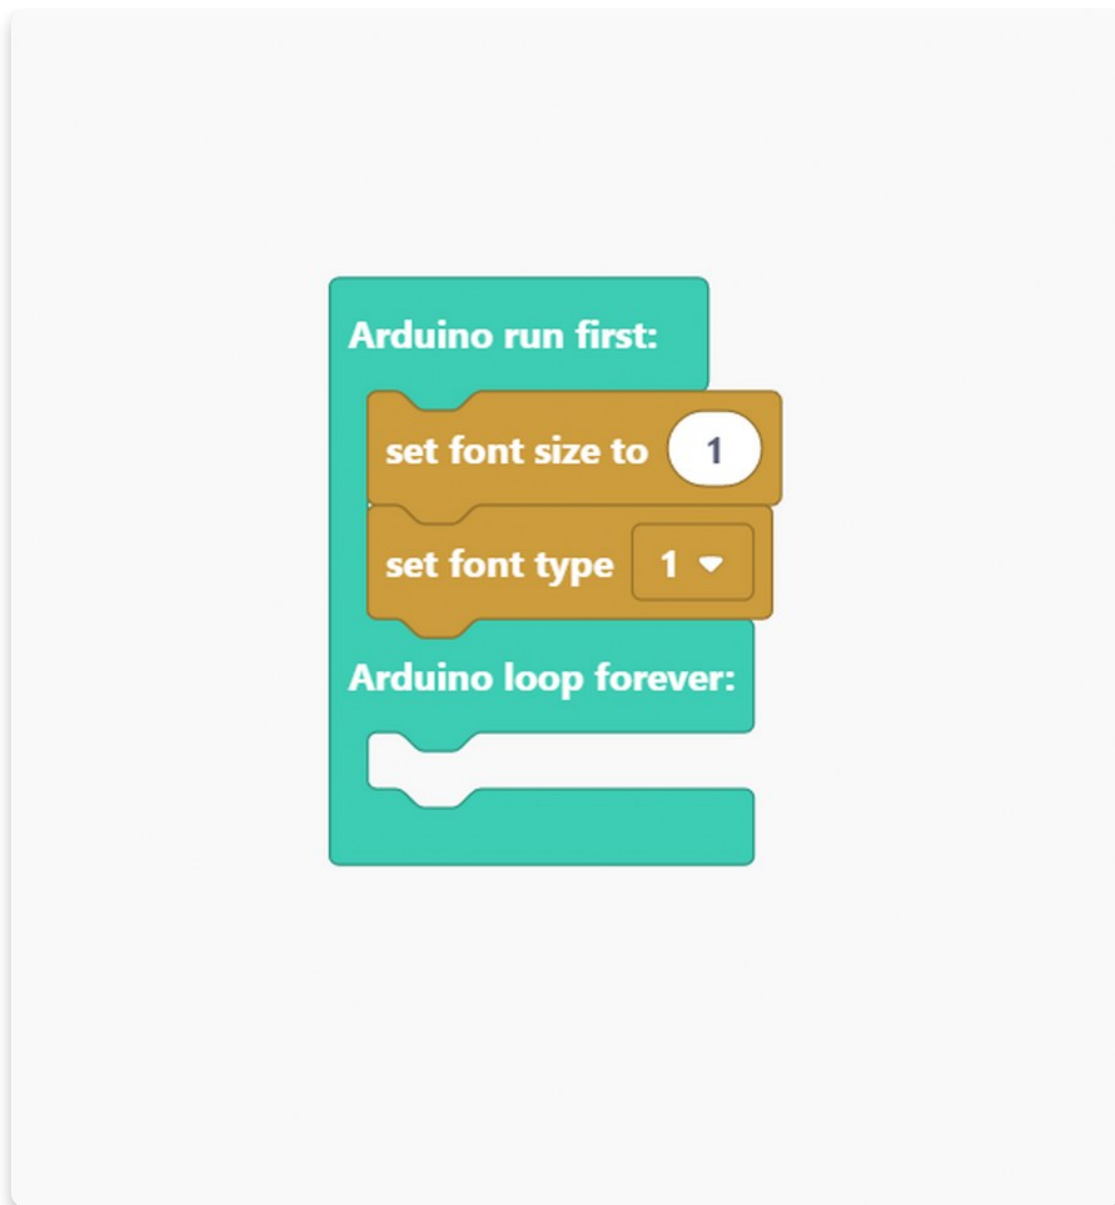 Arduino run first:
set font size to 1
set font type 1
Arduino loop forever: